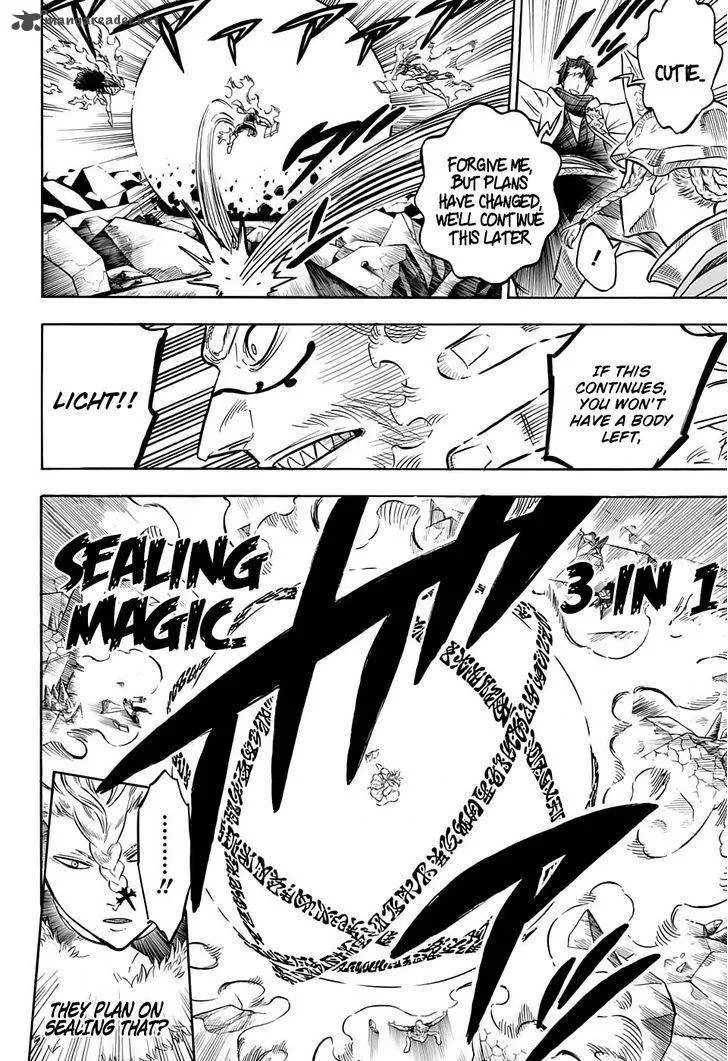 mangareader.net
CUTIE..
FORGIVE ME,
BUT PLANS
HAVE CHANGED,
WE'LL CONTINUE
THIS LATER
!
IF THIS
CONTINUES,
YOU WON'T
HAVE A BODY
LEFT,
LICHT!!
3 IN 1
SEALING
MAGIC
......!!
THEY PLAN ON
SEALING THAT?